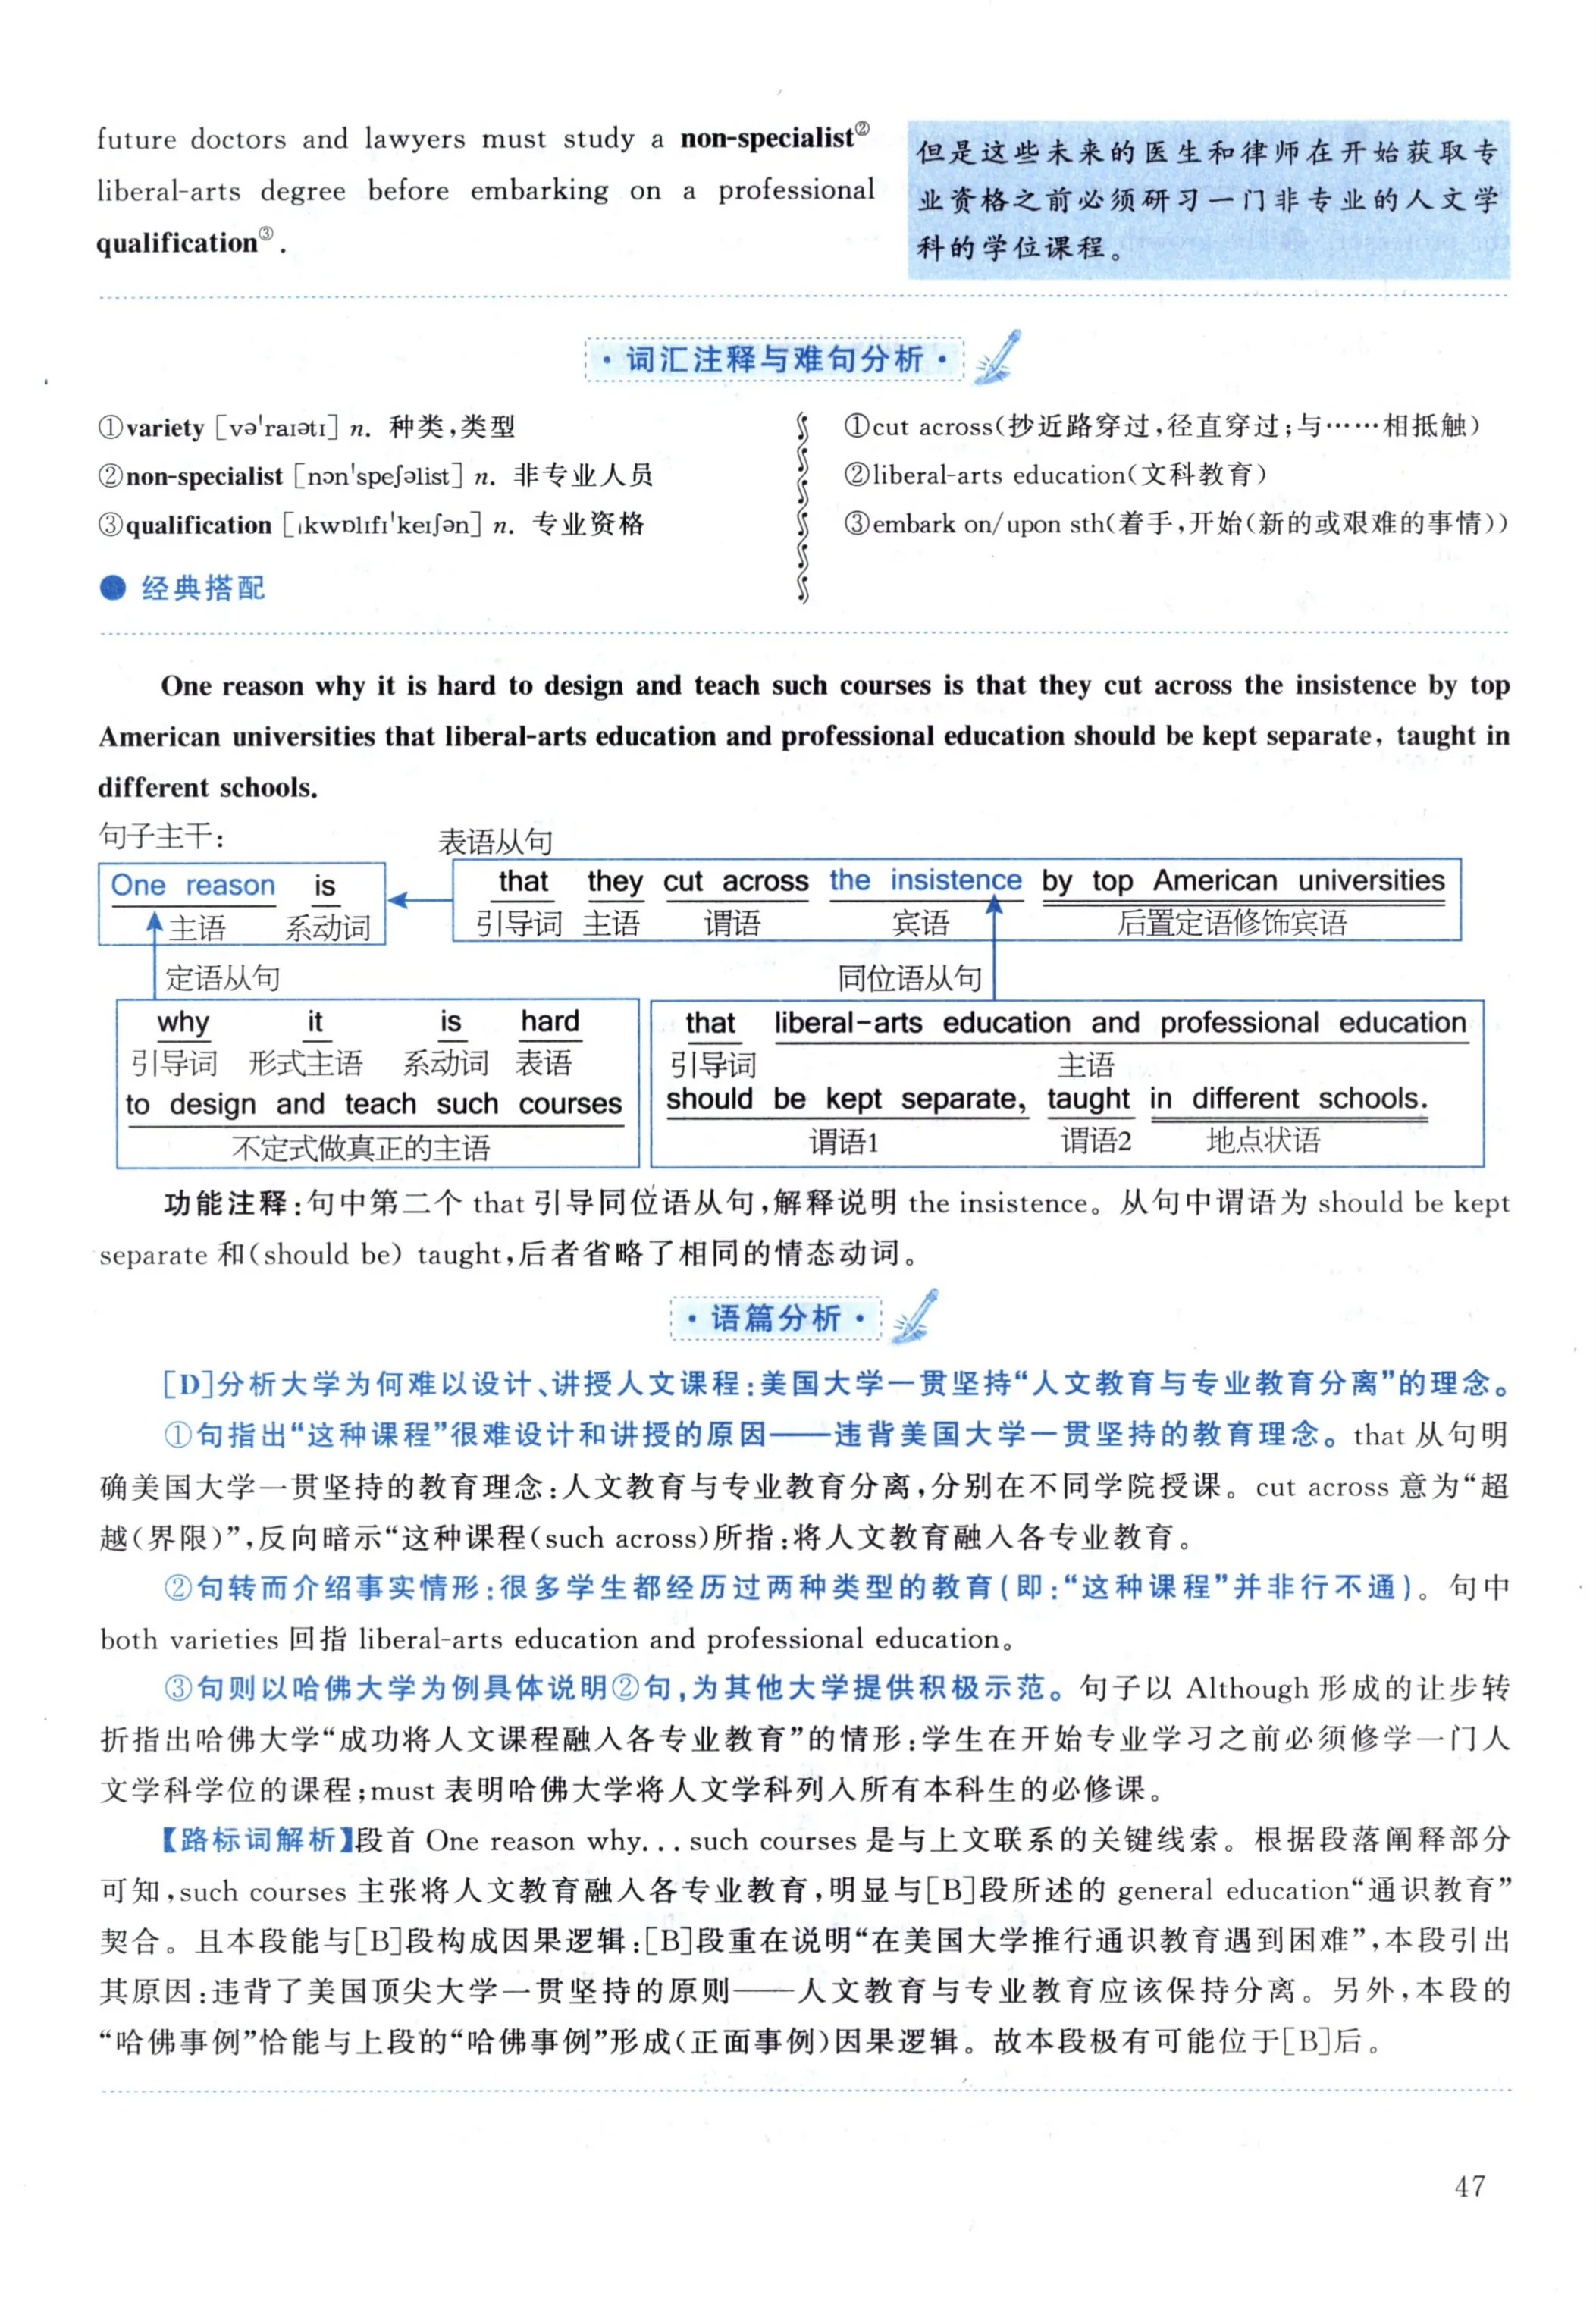 future doctors and lawyers must study a non-specialist②
liberal-arts degree before embarking on a professional
qualification③.
但是这些未来的医生和律师在开始获取专
业资格之前必须研习一门非专业的人文学
科的学位课程。
·词汇注释与难句分析·
①variety [vəˈraɪətɪ] n. 种类,类型
②non-specialist [nɔnˈspeʃəlist] n. 非专业人员
③qualification [ˌkwɒlɪfɪˈkeɪʃən] n. 专业资格
● 经典搭配
①cut across(抄近路穿过,径直穿过;与……相抵触)
②liberal-arts education(文科教育)
③embark on/upon sth(着手,开始(新的或艰难的事情))
One reason why it is hard to design and teach such courses is that they cut across the insistence by top
American universities that liberal-arts education and professional education should be kept separate, taught in
different schools.
句子主干:
表语从句
One reason is
主语 系动词
that they cut across the insistence by top American universities
引导词 主语 谓语 宾语 后置定语修饰宾语
定语从句
同位语从句
why it is hard
引导词 形式主语 系动词 表语
to design and teach such courses
不定式做真正的主语
that liberal-arts education and professional education
引导词 主语
should be kept separate, taught in different schools.
谓语1 谓语2 地点状语
功能注释:句中第二个 that 引导同位语从句,解释说明 the insistence。从句中谓语为 should be kept
separate 和(should be) taught,后者省略了相同的情态动词。
·语篇分析·
[D]分析大学为何难以设计、讲授人文课程:美国大学一贯坚持“人文教育与专业教育分离”的理念。
①句指出“这种课程”很难设计和讲授的原因——违背美国大学一贯坚持的教育理念。that 从句明
确美国大学一贯坚持的教育理念:人文教育与专业教育分离,分别在不同学院授课。cut across 意为“超
越(界限)”,反向暗示“这种课程(such across)所指:将人文教育融入各专业教育。
②句转而介绍事实情形:很多学生都经历过两种类型的教育(即:“这种课程”并非行不通)。句中
both varieties 回指 liberal-arts education and professional education。
③句则以哈佛大学为例具体说明②句,为其他大学提供积极示范。句子以 Although 形成的让步转
折指出哈佛大学“成功将人文课程融入各专业教育”的情形:学生在开始专业学习之前必须修学一门人
文学科学位的课程;must 表明哈佛大学将人文学科列入所有本科生的必修课。
【路标词解析】段首 One reason why... such courses 是与上文联系的关键线索。根据段落阐释部分
可知,such courses 主张将人文教育融入各专业教育,明显与[B]段所述的 general education“通识教育”
契合。且本段能与[B]段构成因果逻辑:[B]段重在说明“在美国大学推行通识教育遇到困难”,本段引出
其原因:违背了美国顶尖大学一贯坚持的原则——人文教育与专业教育应该保持分离。另外,本段的
“哈佛事例”恰能与上段的“哈佛事例”形成(正面事例)因果逻辑。故本段极有可能位于[B]后。
47